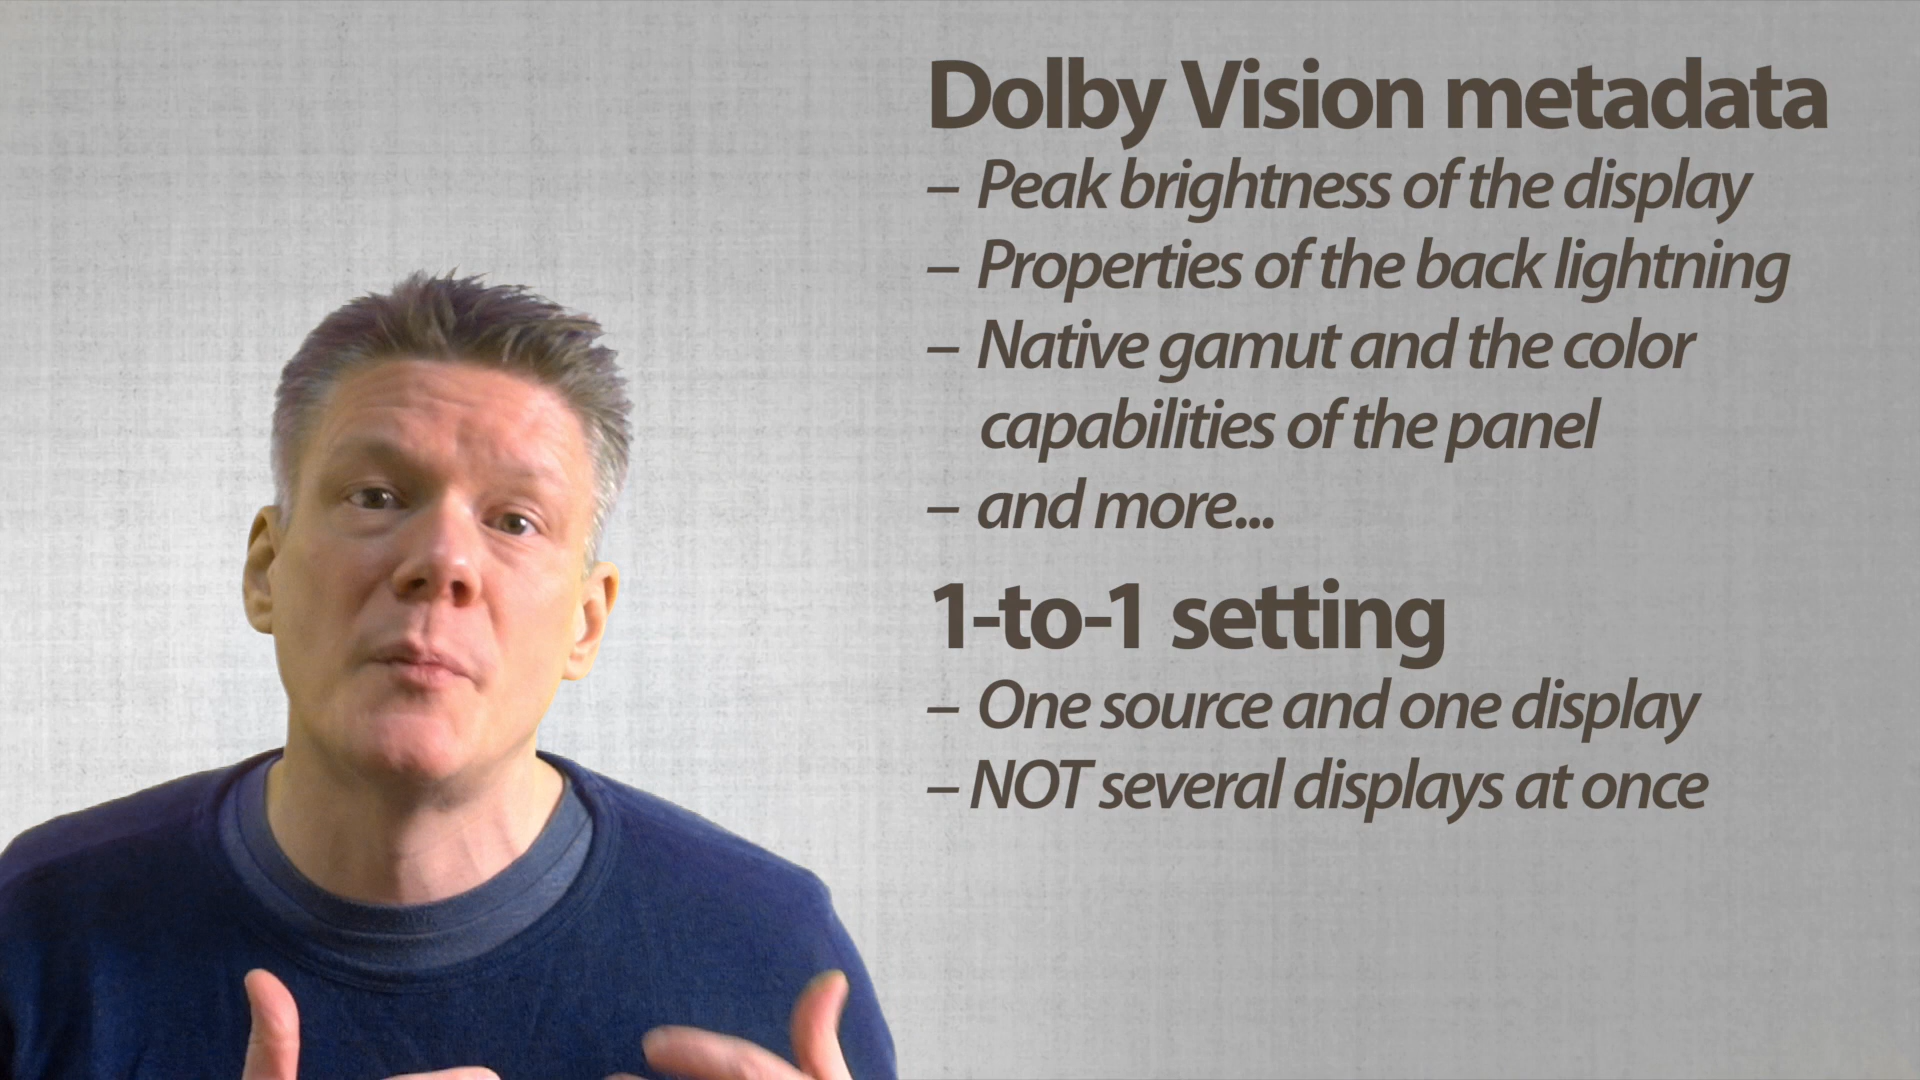 Dolby Vision metadata
– Peak brightness of the display
– Properties of the back lightning
– Native gamut and the color
capabilities of the panel
– and more...
1-to-1 setting
– One source and one display
– NOT several displays at once